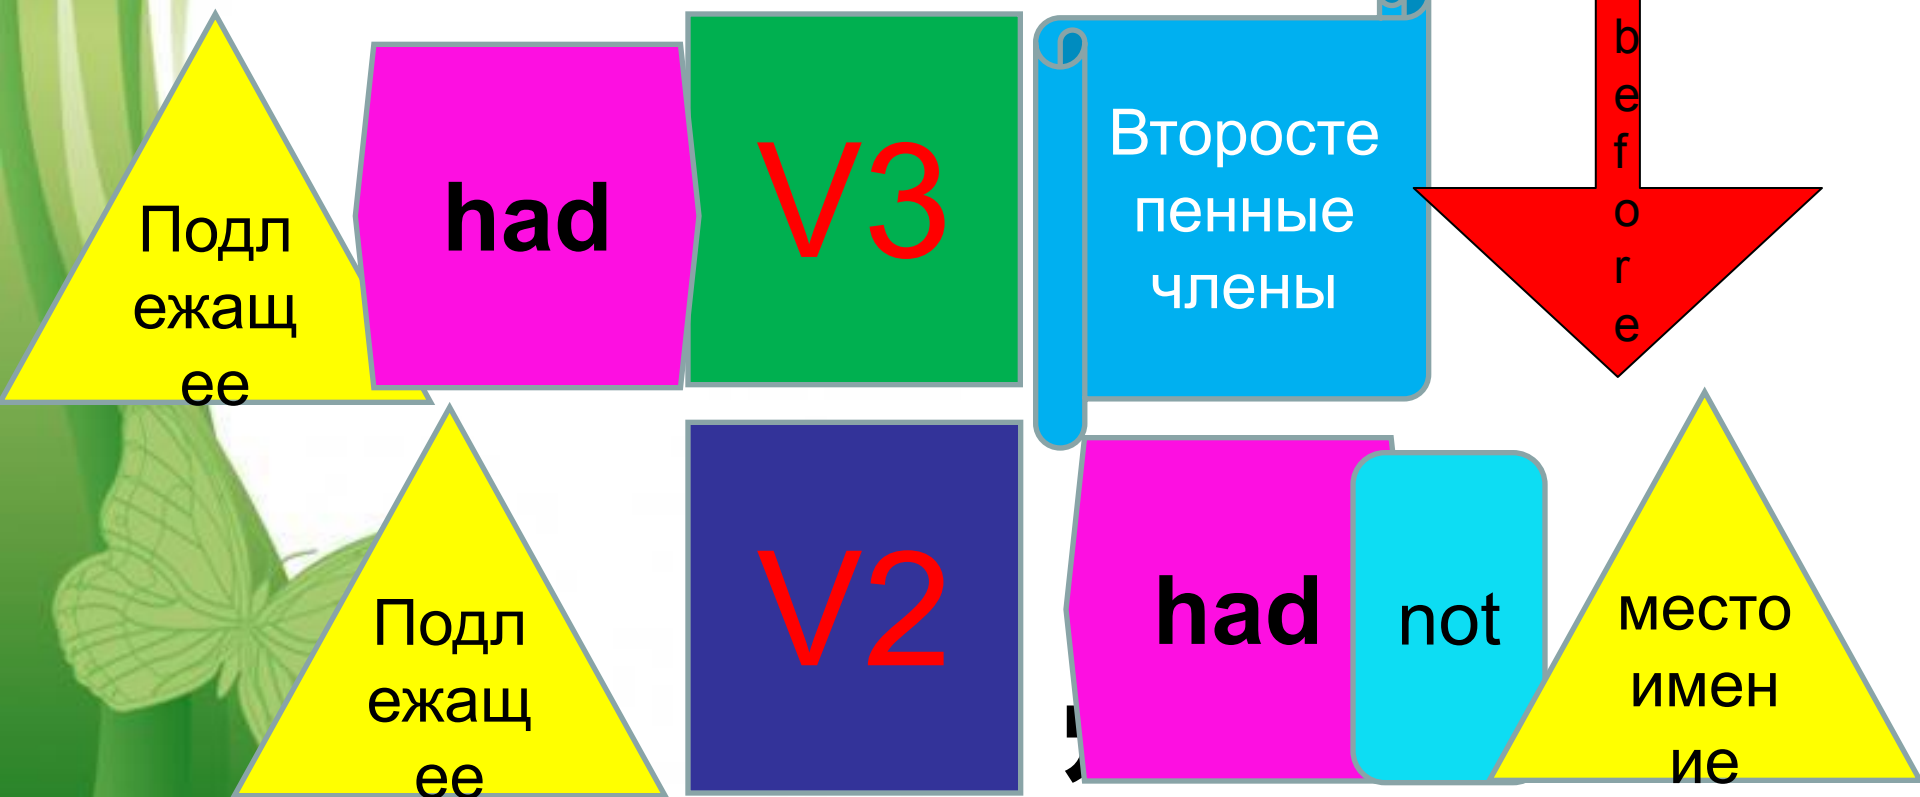 Подл
ежащ
ее
had
V3
Второсте
пенные
члены
b
e
f
o
r
e
Подл
ежащ
ее
V2
had
not
место
имен
ие